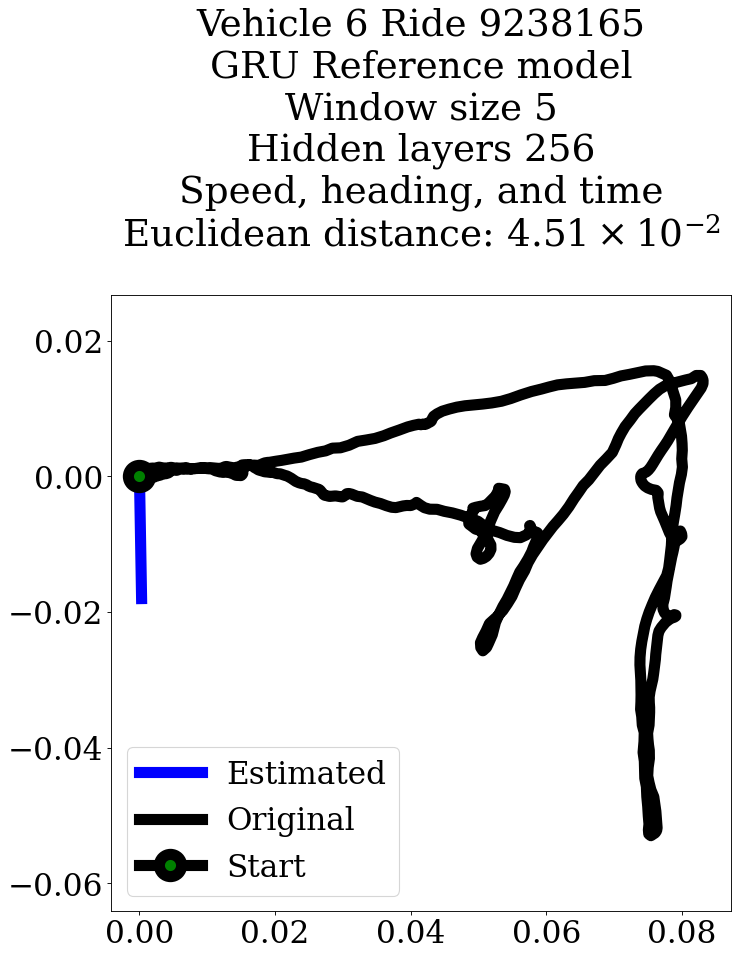 Vehicle 6 Ride 9238165
GRU Reference model
Window size 5
Hidden layers 256
Speed, heading, and time
Euclidean distance: 4.51 × 10⁻²
0.02
0.00
−0.02
−0.04
−0.06
Estimated
Original
Start
0.00 0.02 0.04 0.06 0.08